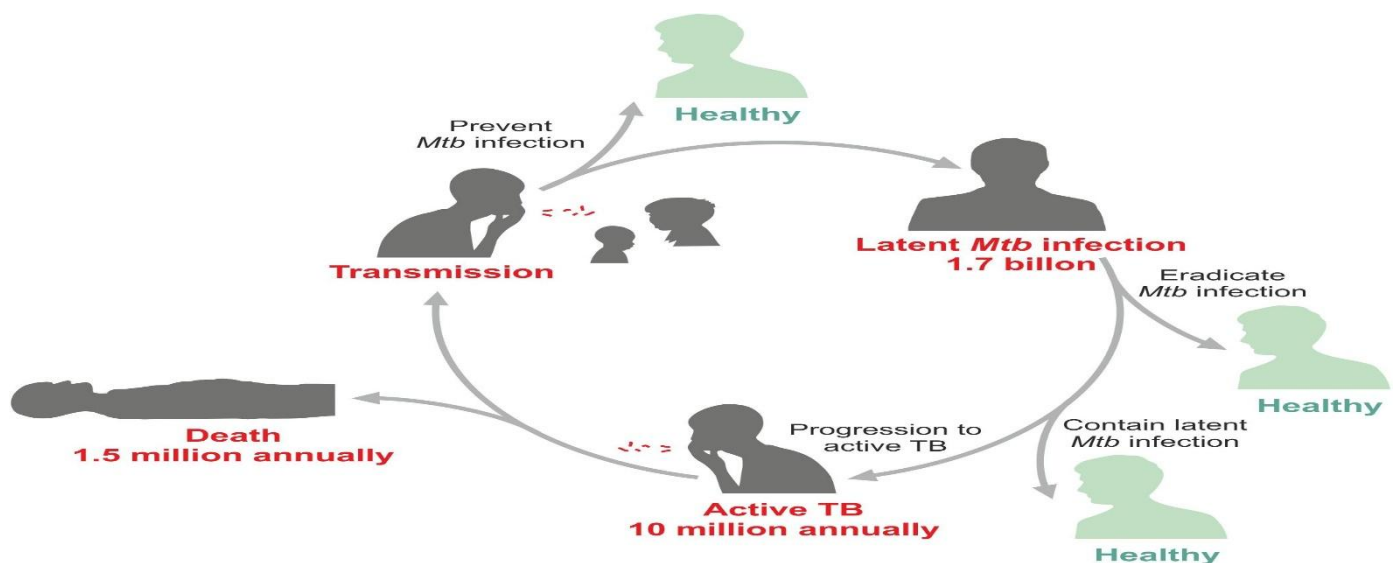 Healthy
Prevent
Mtb infection
Transmission
Latent Mtb infection
1.7 billon
Eradicate
Mtb infection
Healthy
Contain latent
Mtb infection
Healthy
Progression to
active TB
Active TB
10 million annually
Death
1.5 million annually